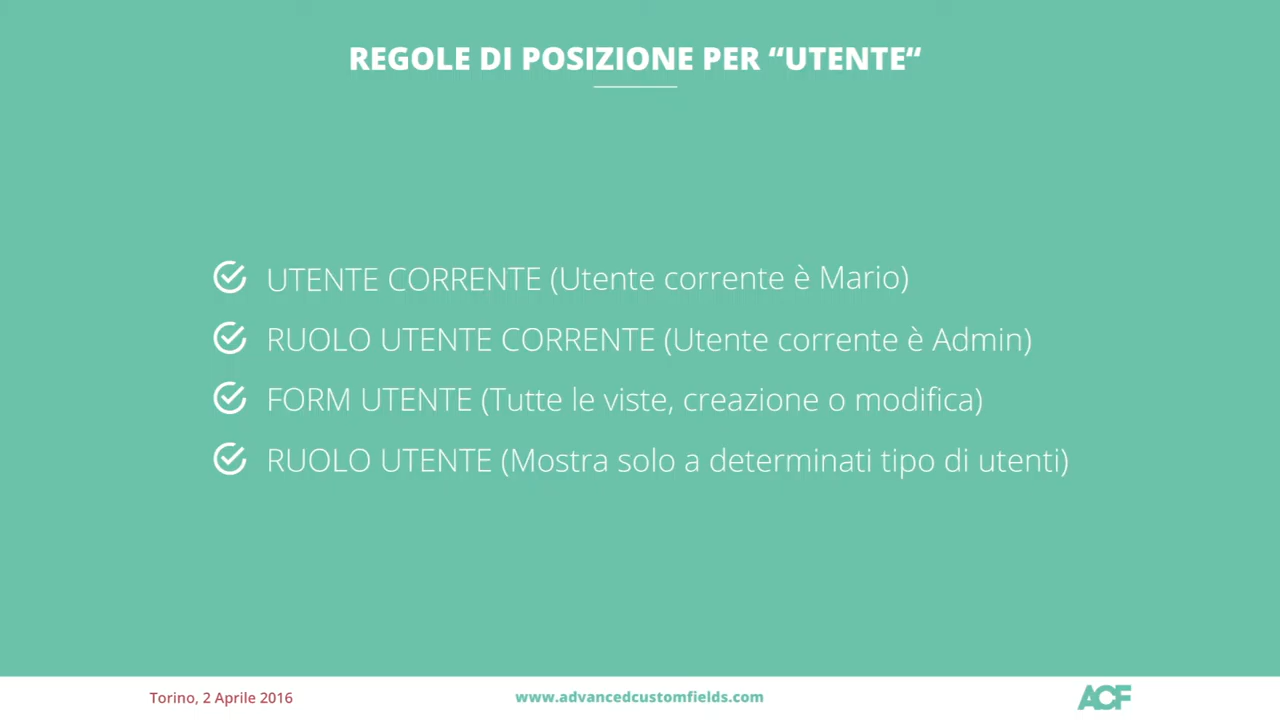 REGOLE DI POSIZIONE PER “UTENTE“
UTENTE CORRENTE (Utente corrente è Mario)
RUOLO UTENTE CORRENTE (Utente corrente è Admin)
FORM UTENTE (Tutte le viste, creazione o modifica)
RUOLO UTENTE (Mostra solo a determinati tipo di utenti)
Torino, 2 Aprile 2016
www.advancedcustomfields.com
ACF